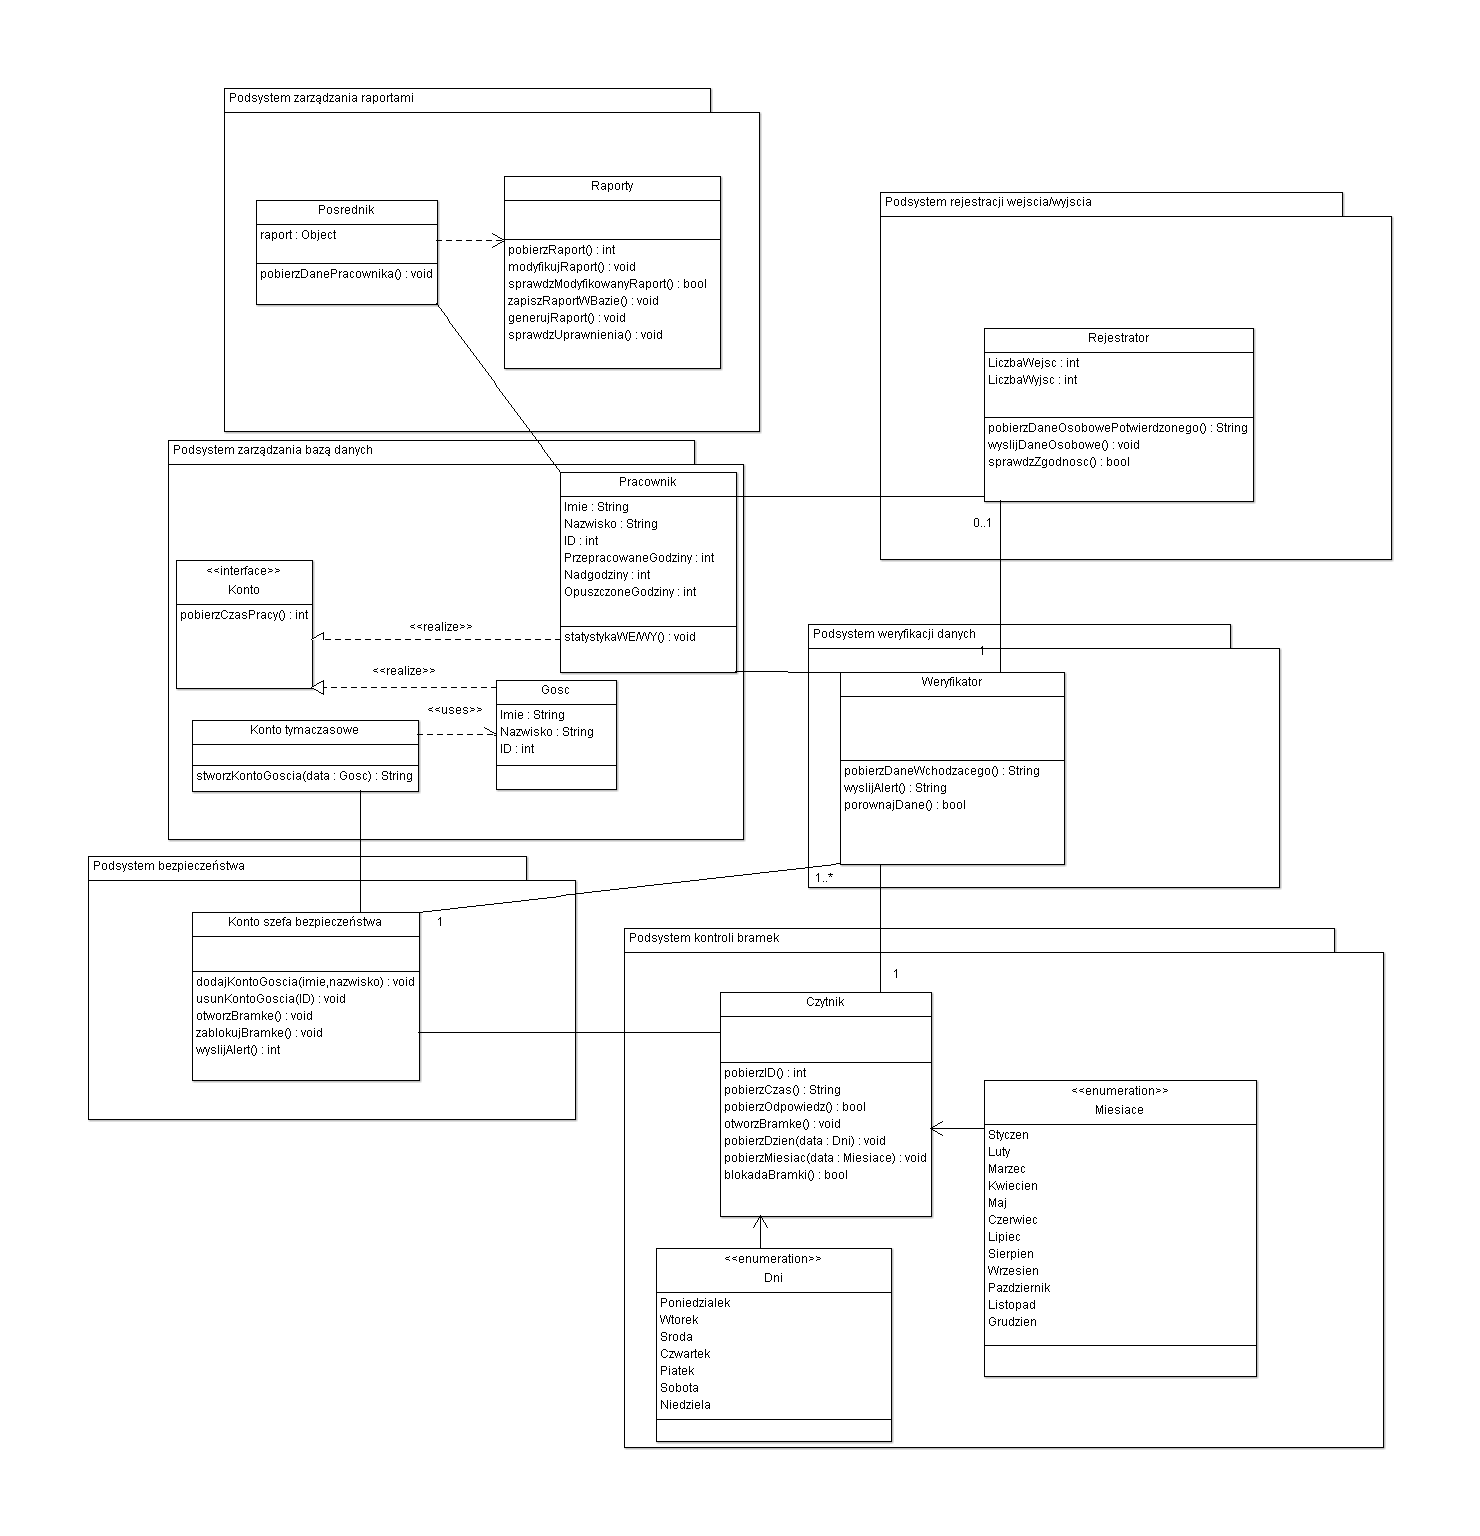 Podsystem zarządzania raportami
Posrednik
raport : Object
pobierzDanePracownika() : void
Raporty
pobierzRaport() : int
modyfikujRaport() : void
sprawdzModyfikowanyRaport() : bool
zapiszRaportWBazie() : void
generujRaport() : void
sprawdzUprawnienia() : void
Podsystem rejestracji wejscia/wyjscia
Rejestrator
LiczbaWejsc : int
LiczbaWyjsc : int
pobierzDaneOsobowePotwierdzonego() : String
wyslijDaneOsobowe() : void
sprawdzZgodnosc() : bool
0..1
Podsystem zarządzania bazą danych
Pracownik
Imie : String
Nazwisko : String
ID : int
PrzepracowaneGodziny : int
Nadgodziny : int
OpuszczoneGodziny : int
statystykaWE/WY() : void
<<interface>>
Konto
pobierzCzasPracy() : int
<<realize>>
<<realize>>
<<uses>>
Gosc
Imie : String
Nazwisko : String
ID : int
Konto tymaczasowe
stworzKontoGoscia(data : Gosc) : String
Podsystem weryfikacji danych
1
Weryfikator
pobierzDaneWchodzacego() : String
wyslijAlert() : String
porownajDane() : bool
1..*
Podsystem bezpieczeństwa
Konto szefa bezpieczeństwa
1
dodajKontoGoscia(imie,nazwisko) : void
usunKontoGoscia(ID) : void
otworzBramke() : void
zablokujBramke() : void
wyslijAlert() : int
Podsystem kontroli bramek
1
Czytnik
pobierzID() : int
pobierzCzas() : String
pobierzOdpowiedz() : bool
otworzBramke() : void
pobierzDzien(data : Dni) : void
pobierzMiesiac(data : Miesiace) : void
blokadaBramki() : bool
<<enumeration>>
Miesiace
Styczen
Luty
Marzec
Kwiecien
Maj
Czerwiec
Lipiec
Sierpien
Wrzesien
Pazdziernik
Listopad
Grudzien
<<enumeration>>
Dni
Poniedzialek
Wtorek
Sroda
Czwartek
Piatek
Sobota
Niedziela